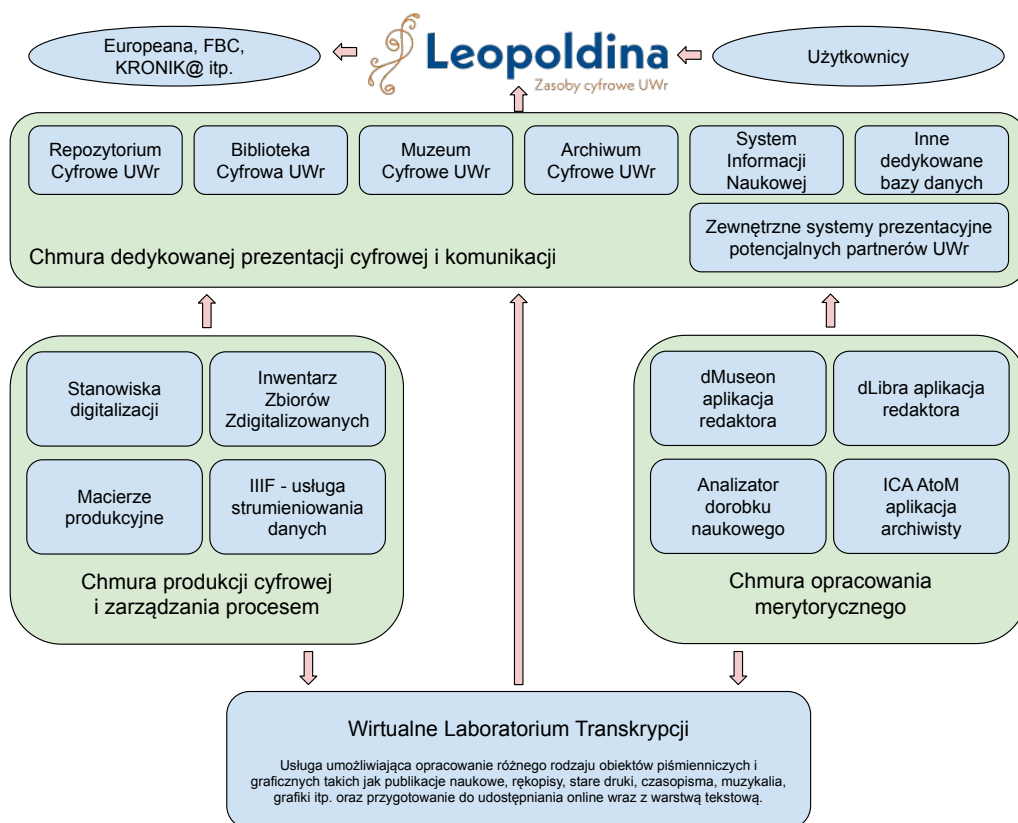 Europeana, FBC,
KRONIK@ itp.
Leopoldina
Zasoby cyfrowe UWr
Użytkownicy
Repozytorium
Cyfrowe UWr
Biblioteka
Cyfrowa UWr
Muzeum
Cyfrowe UWr
Archiwum
Cyfrowe UWr
System
Informacji
Naukowej
Inne
dedykowane
bazy danych
Zewnętrzne systemy prezentacyjne
potencjalnych partnerów UWr
Chmura dedykowanej prezentacji cyfrowej i komunikacji
Stanowiska
digitalizacji
Inwentarz
Zbiorów
Zdigitalizowanych
Macierze
produkcyjne
IIIF - usługa
strumieniowania
danych
Chmura produkcji cyfrowej
i zarządzania procesem
dMuseon
aplikacja
redaktora
dLibra aplikacja
redaktora
Analizator
dorobku
naukowego
ICA AtoM
aplikacja
archiwisty
Chmura opracowania
merytorycznego
Wirtualne Laboratorium Transkrypcji
Usługa umożliwiająca opracowanie różnego rodzaju obiektów piśmienniczych i
graficznych takich jak publikacje naukowe, rękopisy, stare druki, czasopisma, muzykalia,
grafiki itp. oraz przygotowanie do udostępniania online wraz z warstwą tekstową.